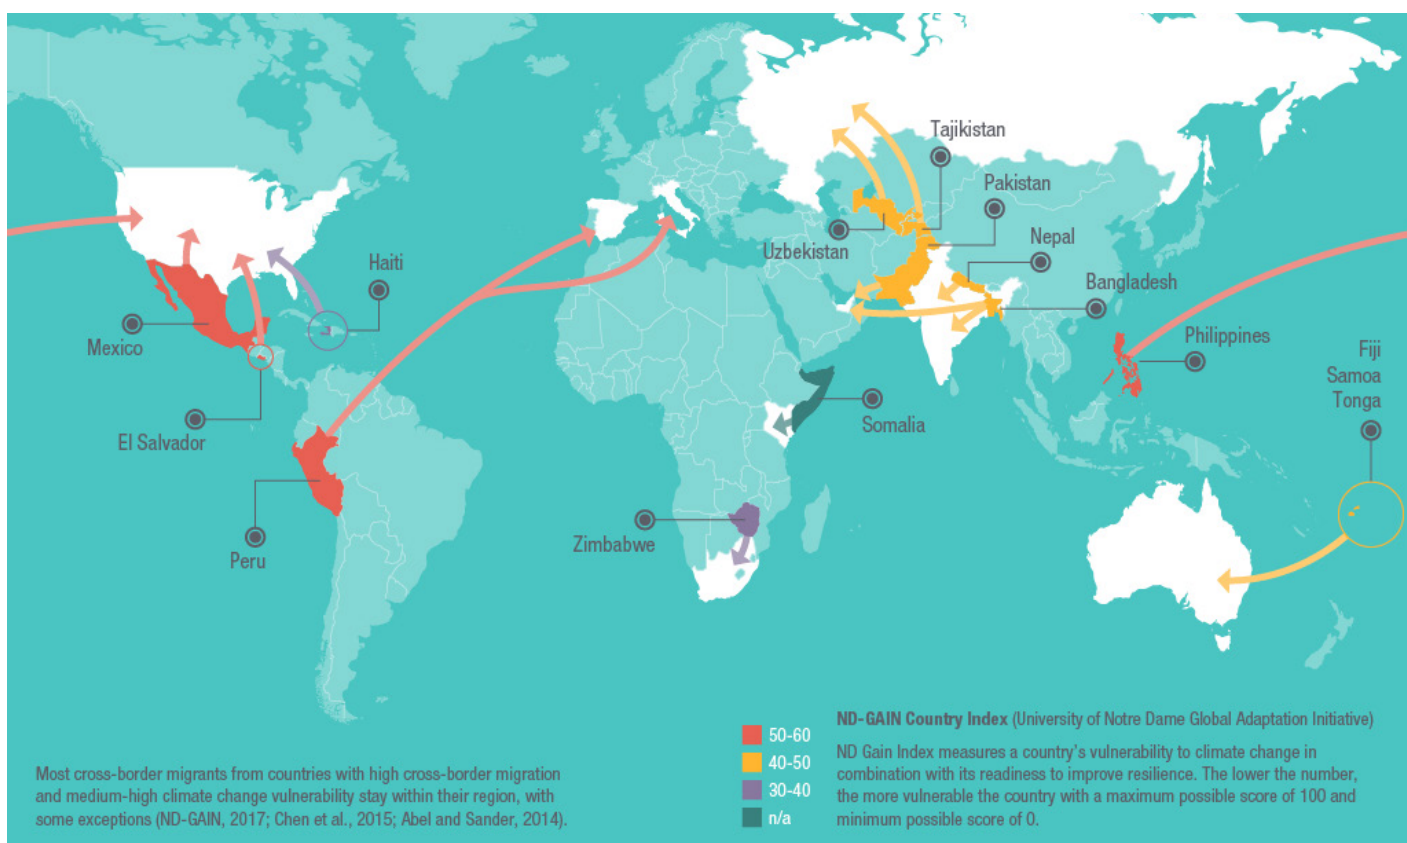 Tajikistan
Pakistan
Uzbekistan
Nepal
Haiti
Bangladesh
Mexico
Philippines
Fiji
Samoa
Tonga
El Salvador
Somalia
Peru
Zimbabwe
50-60
40-50
30-40
n/a
ND-GAIN Country Index (University of Notre Dame Global Adaptation Initiative)
ND Gain Index measures a country's vulnerability to climate change in
combination with its readiness to improve resilience. The lower the number,
the more vulnerable the country with a maximum possible score of 100 and
minimum possible score of 0.
Most cross-border migrants from countries with high cross-border migration
and medium-high climate change vulnerability stay within their region, with
some exceptions (ND-GAIN, 2017; Chen et al., 2015; Abel and Sander, 2014).